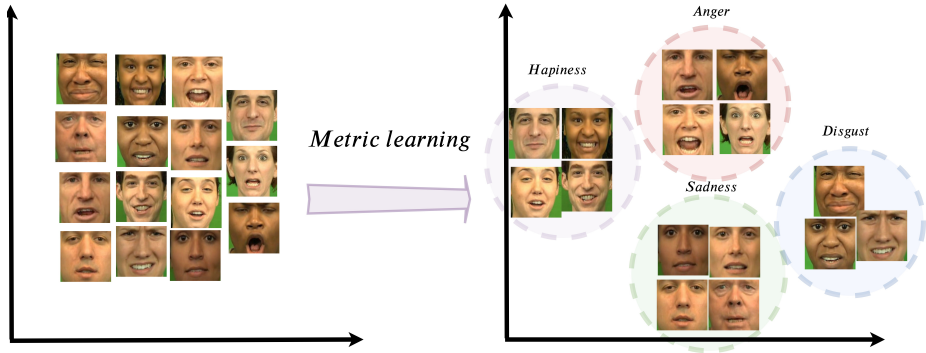 Anger
Hapiness
Metric learning
Disgust
Sadness